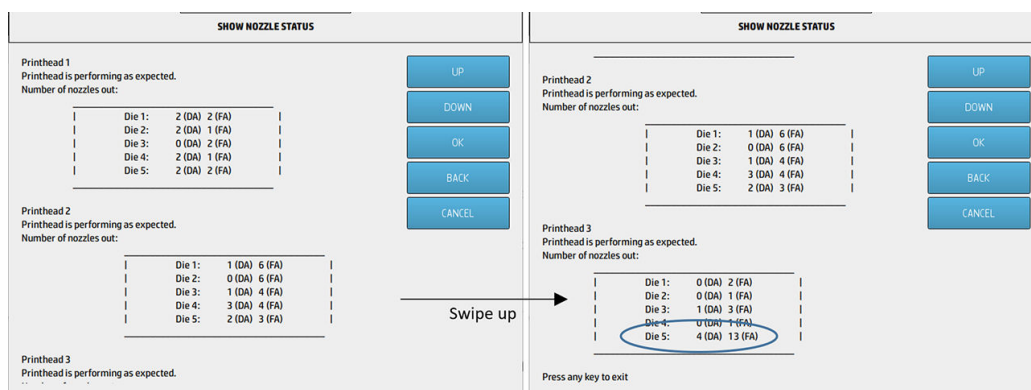 SHOW NOZZLE STATUS
Printhead 1
Printhead is performing as expected.
Number of nozzles out:
| Die 1: 2 (DA) 2 (FA) |
| Die 2: 2 (DA) 1 (FA) |
| Die 3: 0 (DA) 2 (FA) |
| Die 4: 2 (DA) 1 (FA) |
| Die 5: 2 (DA) 2 (FA) |
Printhead 2
Printhead is performing as expected.
Number of nozzles out:
| Die 1: 1 (DA) 6 (FA) |
| Die 2: 0 (DA) 6 (FA) |
| Die 3: 1 (DA) 4 (FA) |
| Die 4: 3 (DA) 4 (FA) |
| Die 5: 2 (DA) 3 (FA) |
Printhead 3
Printhead is performing as expected.
UP
DOWN
OK
BACK
CANCEL
Swipe up
SHOW NOZZLE STATUS
Printhead 2
Printhead is performing as expected.
Number of nozzles out:
| Die 1: 1 (DA) 6 (FA) |
| Die 2: 0 (DA) 6 (FA) |
| Die 3: 1 (DA) 4 (FA) |
| Die 4: 3 (DA) 4 (FA) |
| Die 5: 2 (DA) 3 (FA) |
Printhead 3
Printhead is performing as expected.
Number of nozzles out:
| Die 1: 0 (DA) 2 (FA) |
| Die 2: 0 (DA) 1 (FA) |
| Die 3: 1 (DA) 3 (FA) |
| Die 4: 0 (DA) 1 (FA) |
| Die 5: 4 (DA) 13 (FA) |
Press any key to exit
UP
DOWN
OK
BACK
CANCEL